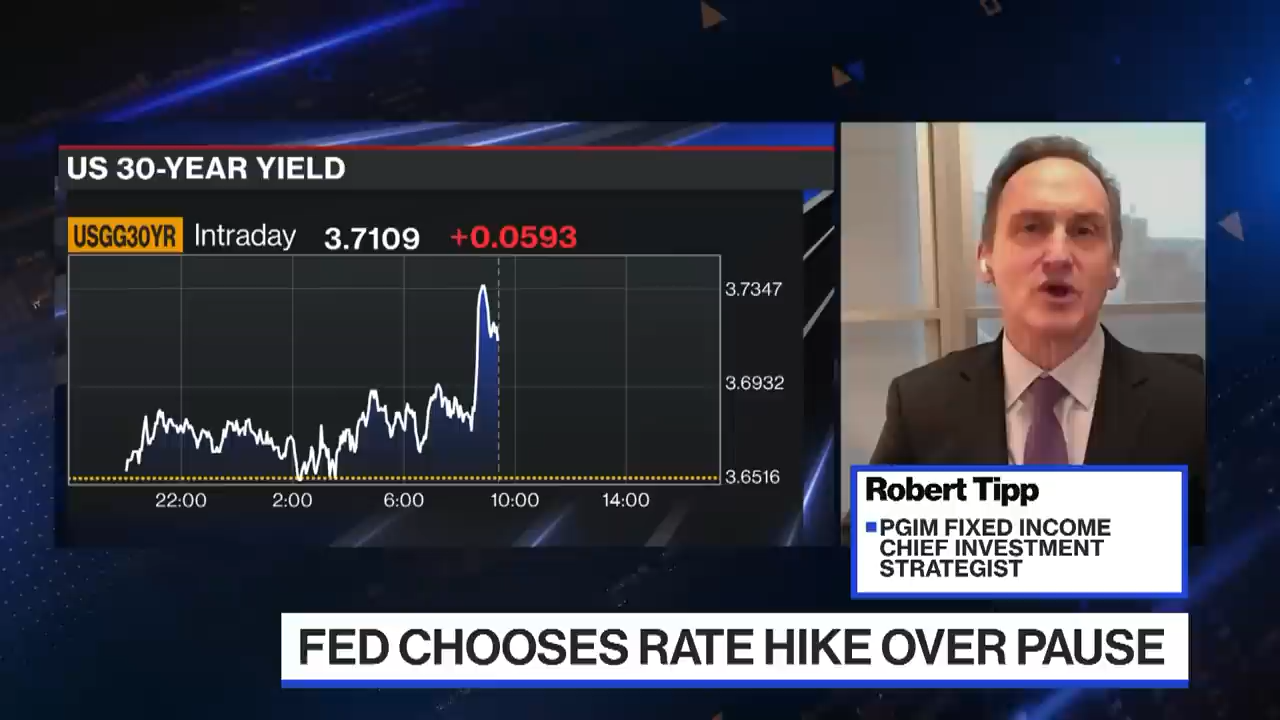 US 30-YEAR YIELD
USGG30YR Intraday 3.7109 +0.0593
3.7347
3.6932
3.6516
22:00 2:00 6:00 10:00 14:00
Robert Tipp
PGIM FIXED INCOME
CHIEF INVESTMENT
STRATEGIST
FED CHOOSES RATE HIKE OVER PAUSE